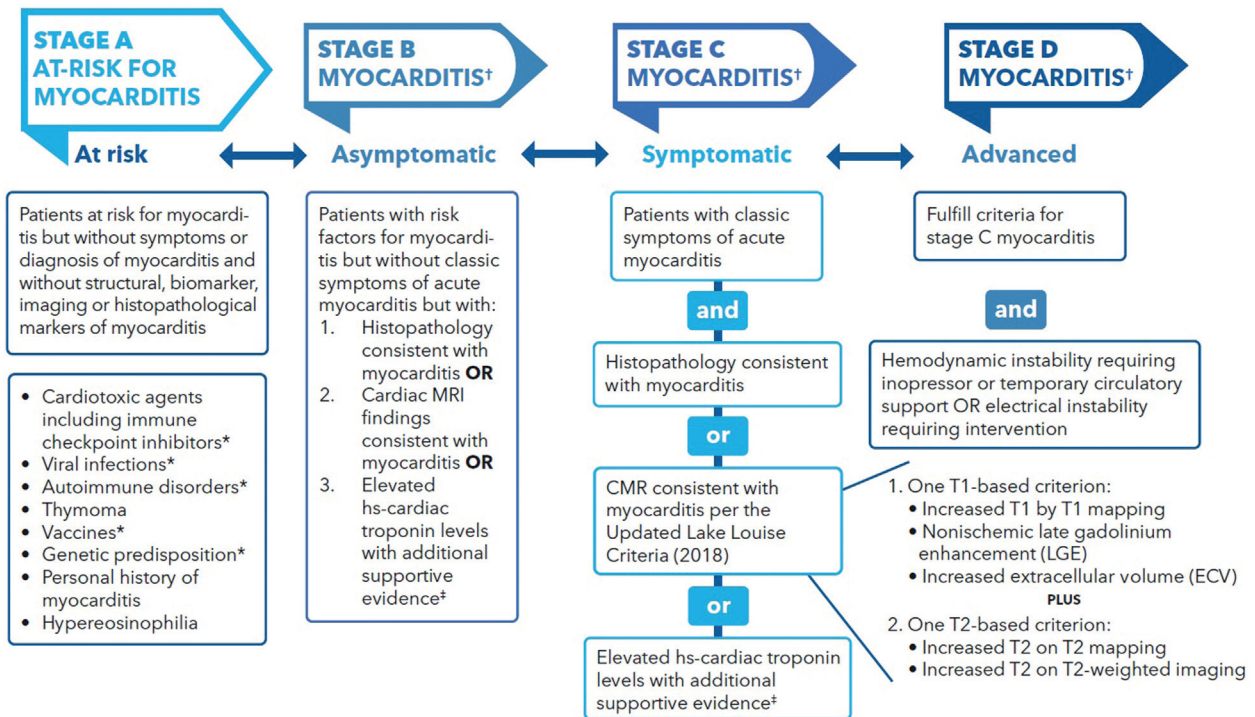 STAGE A
AT-RISK FOR
MYOCARDITIS
STAGE B
MYOCARDITIS†
STAGE C
MYOCARDITIS†
STAGE D
MYOCARDITIS†
At risk
Asymptomatic
Symptomatic
Advanced
Patients at risk for myocardi-
tis but without symptoms or
diagnosis of myocarditis and
without structural, biomarker,
imaging or histopathological
markers of myocarditis
• Cardiotoxic agents
including immune
checkpoint inhibitors*
• Viral infections*
• Autoimmune disorders*
• Thymoma
• Vaccines*
• Genetic predisposition*
• Personal history of
myocarditis
• Hypereosinophilia
Patients with risk
factors for myocardi-
tis but without classic
symptoms of acute
myocarditis but with:
1. Histopathology
consistent with
myocarditis OR
2. Cardiac MRI
findings
consistent with
myocarditis OR
3. Elevated
hs-cardiac
troponin levels
with additional
supportive
evidence‡
Patients with classic
symptoms of acute
myocarditis
and
Histopathology consistent
with myocarditis
or
CMR consistent with
myocarditis per the
Updated Lake Louise
Criteria (2018)
or
Elevated hs-cardiac troponin
levels with additional
supportive evidence‡
Fulfill criteria for
stage C myocarditis
and
Hemodynamic instability requiring
inopressor or temporary circulatory
support OR electrical instability
requiring intervention
1. One T1-based criterion:
• Increased T1 by T1 mapping
• Nonischemic late gadolinium
enhancement (LGE)
• Increased extracellular volume (ECV)
PLUS
2. One T2-based criterion:
• Increased T2 on T2 mapping
• Increased T2 on T2-weighted imaging